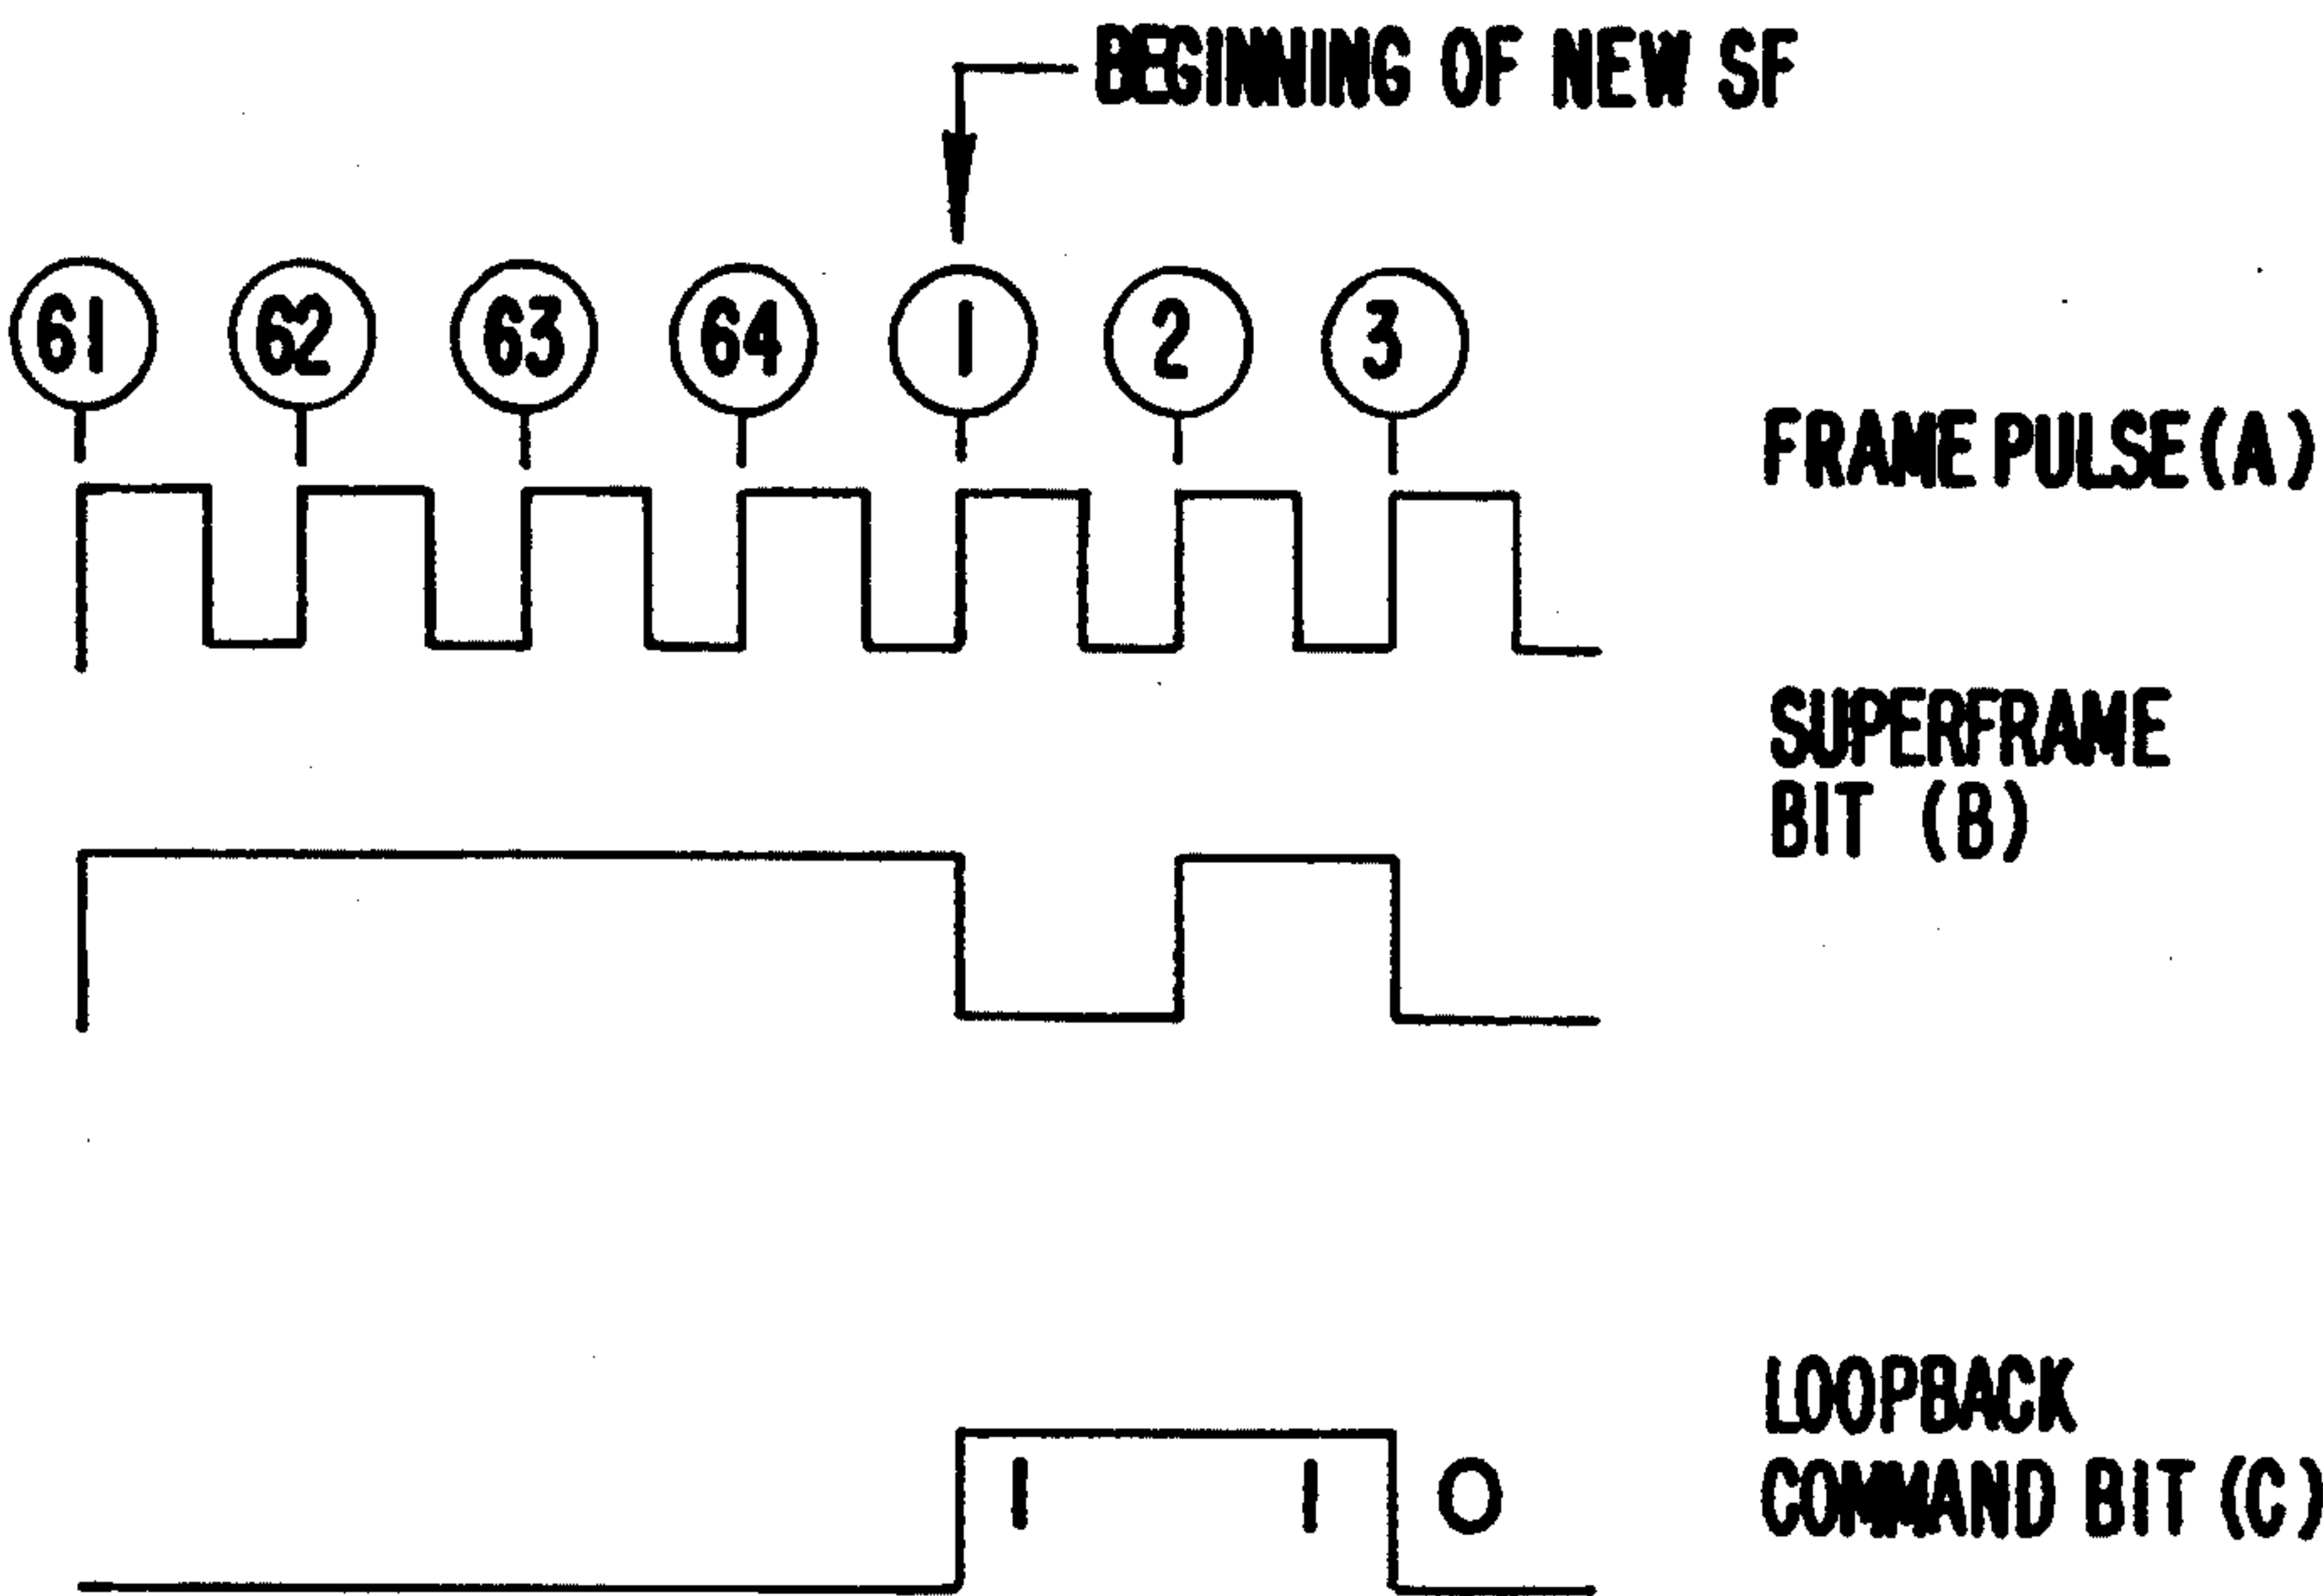 BEGINNING OF NEW SF
61 62 63 64 1 2 3
FRAME PULSE (A)
SUPERFRAME
BIT (B)
LOOPBACK
COMMAND BIT (C)
1 1 0